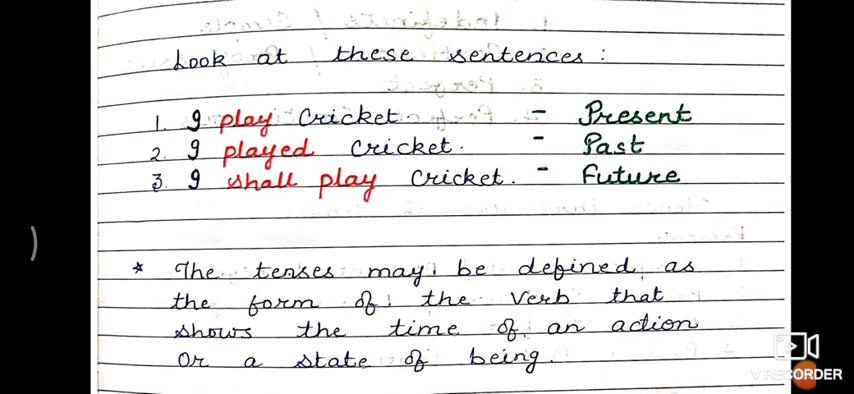 Look at these sentences :
1. I play cricket. - Present
2. I played cricket. - Past
3. I shall play cricket. - Future
* The tenses may be defined as
the form of the verb that
shows the time of an action
or a state of being.
V RECORDER